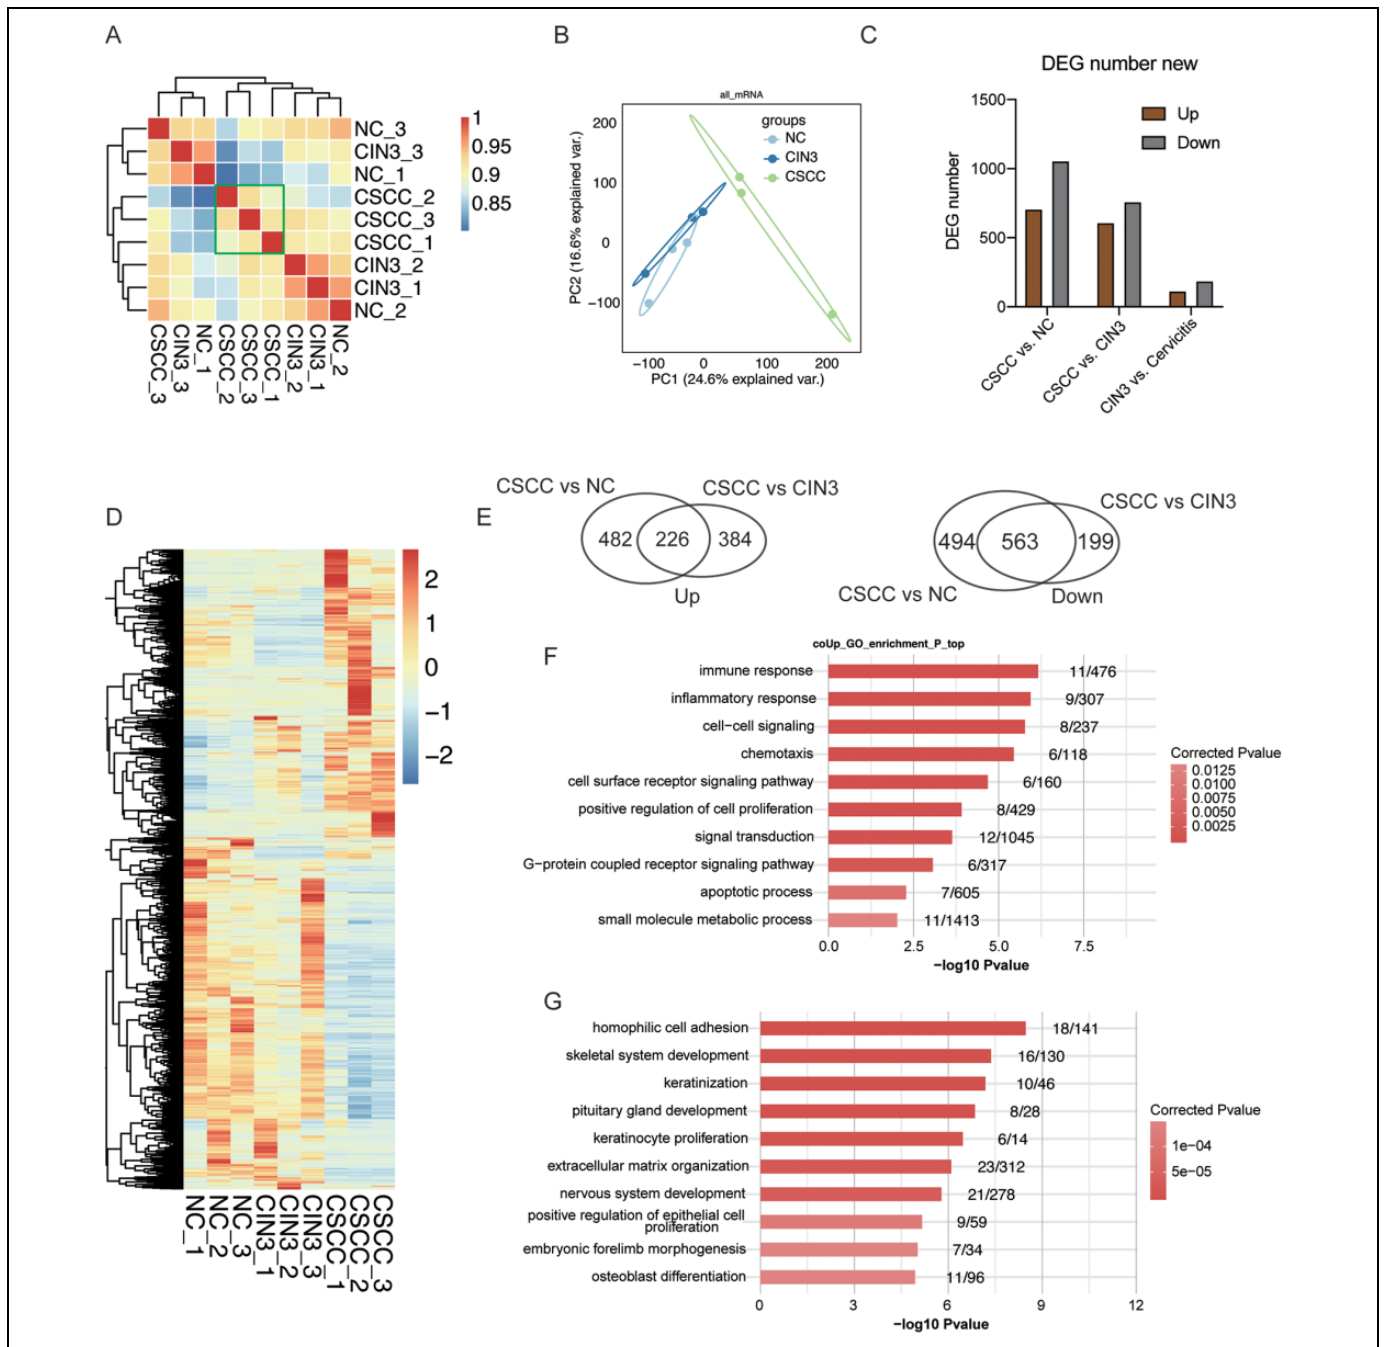 A
B
C
1
0.95
0.9
0.85
NC_3
CIN3_3
NC_1
CSCC_2
CSCC_3
CSCC_1
CIN3_2
CIN3_1
NC_2
CSCC_3
CIN3_3
NC_1
CSCC_2
CSCC_3
CSCC_1
CIN3_2
CIN3_1
NC_2
all_mRNA
groups
NC
CIN3
CSCC
PC2 (16.6% explained var.)
200
100
0
−100
−100 0 100 200
PC1 (24.6% explained var.)
DEG number new
Up
Down
DEG number
1500
1000
500
0
CSCC vs. NC
CSCC vs. CIN3
CIN3 vs. Cervicitis
D
2
1
0
−1
−2
NC_1
NC_2
NC_3
CIN3_1
CIN3_2
CIN3_3
CSCC_1
CSCC_2
CSCC_3
E
CSCC vs NC
CSCC vs CIN3
482 226 384
Up
CSCC vs CIN3
494 563 199
CSCC vs NC
Down
F
coUp_GO_enrichment_P_top
immune response 11/476
inflammatory response 9/307
cell−cell signaling 8/237
chemotaxis 6/118
cell surface receptor signaling pathway 6/160
positive regulation of cell proliferation 8/429
signal transduction 12/1045
G−protein coupled receptor signaling pathway 6/317
apoptotic process 7/605
small molecule metabolic process 11/1413
0.0 2.5 5.0 7.5
−log10 Pvalue
Corrected Pvalue
0.0125
0.0100
0.0075
0.0050
0.0025
G
homophilic cell adhesion 18/141
skeletal system development 16/130
keratinization 10/46
pituitary gland development 8/28
keratinocyte proliferation 6/14
extracellular matrix organization 23/312
nervous system development 21/278
positive regulation of epithelial cell
proliferation 9/59
embryonic forelimb morphogenesis 7/34
osteoblast differentiation 11/96
0 3 6 9 12
−log10 Pvalue
Corrected Pvalue
1e−04
5e−05